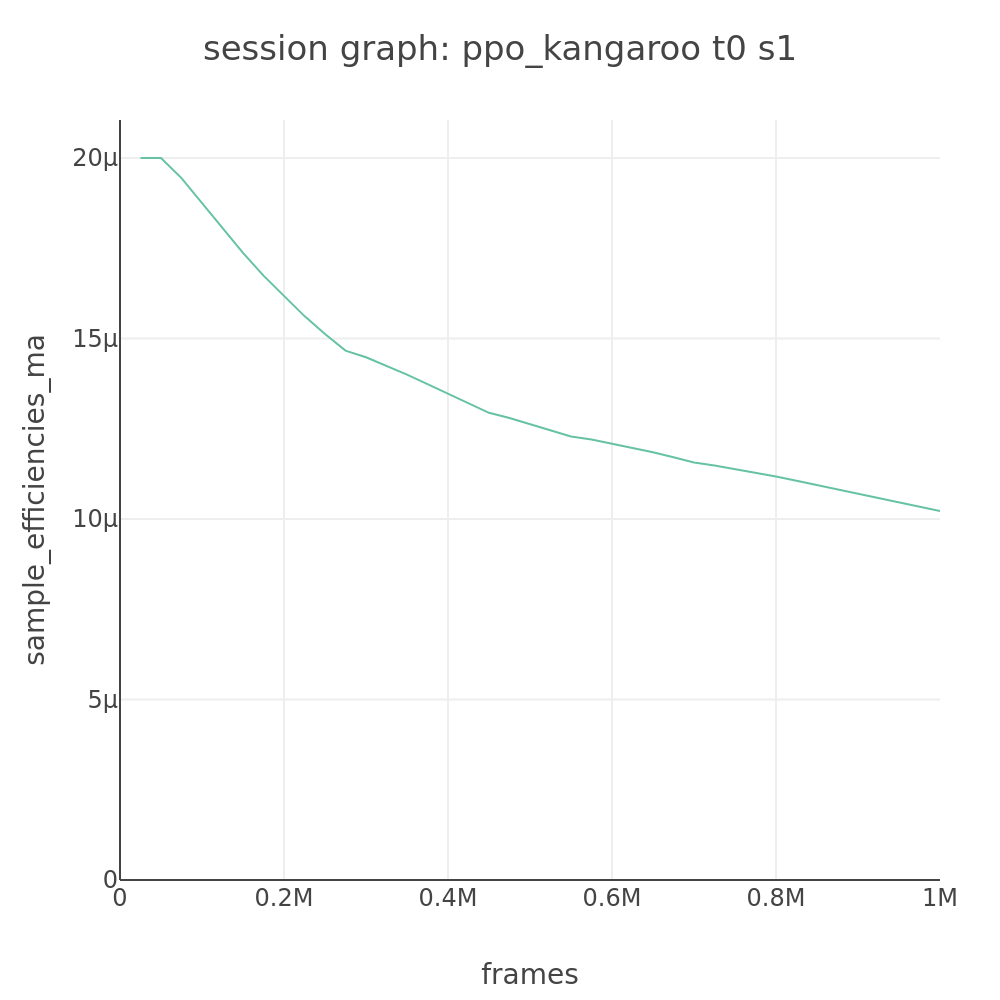 session graph: ppo_kangaroo t0 s1
sample_efficiencies_ma
20μ
15μ
10μ
5μ
0
0 0.2M 0.4M 0.6M 0.8M 1M
frames